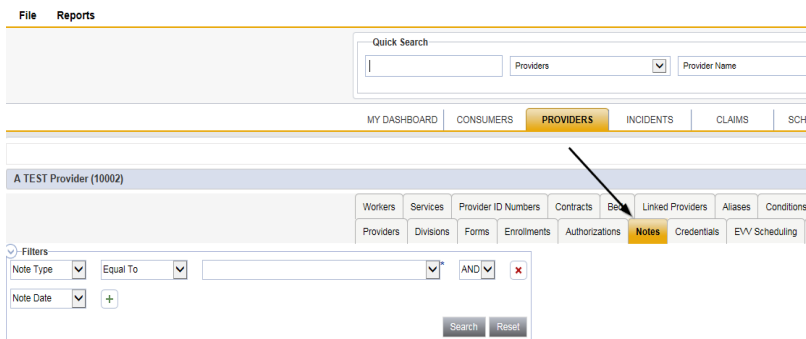 File Reports
Quick Search
Providers Provider Name
MY DASHBOARD CONSUMERS PROVIDERS INCIDENTS CLAIMS SCH
A TEST Provider (10002)
Workers Services Provider ID Numbers Contracts Beds Linked Providers Aliases Conditions
Providers Divisions Forms Enrollments Authorizations Notes Credentials EVV Scheduling
Filters
Note Type Equal To * AND x
Note Date +
Search Reset